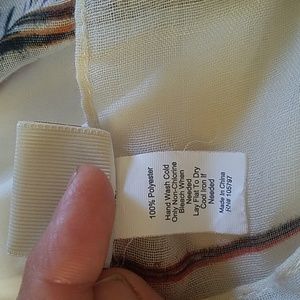 100% Polyester
Hand Wash Cold
Only Non-Chlorine
Bleach When
Needed
Lay Flat To Dry
Cool Iron If
Needed
Made In China
RN# 105797